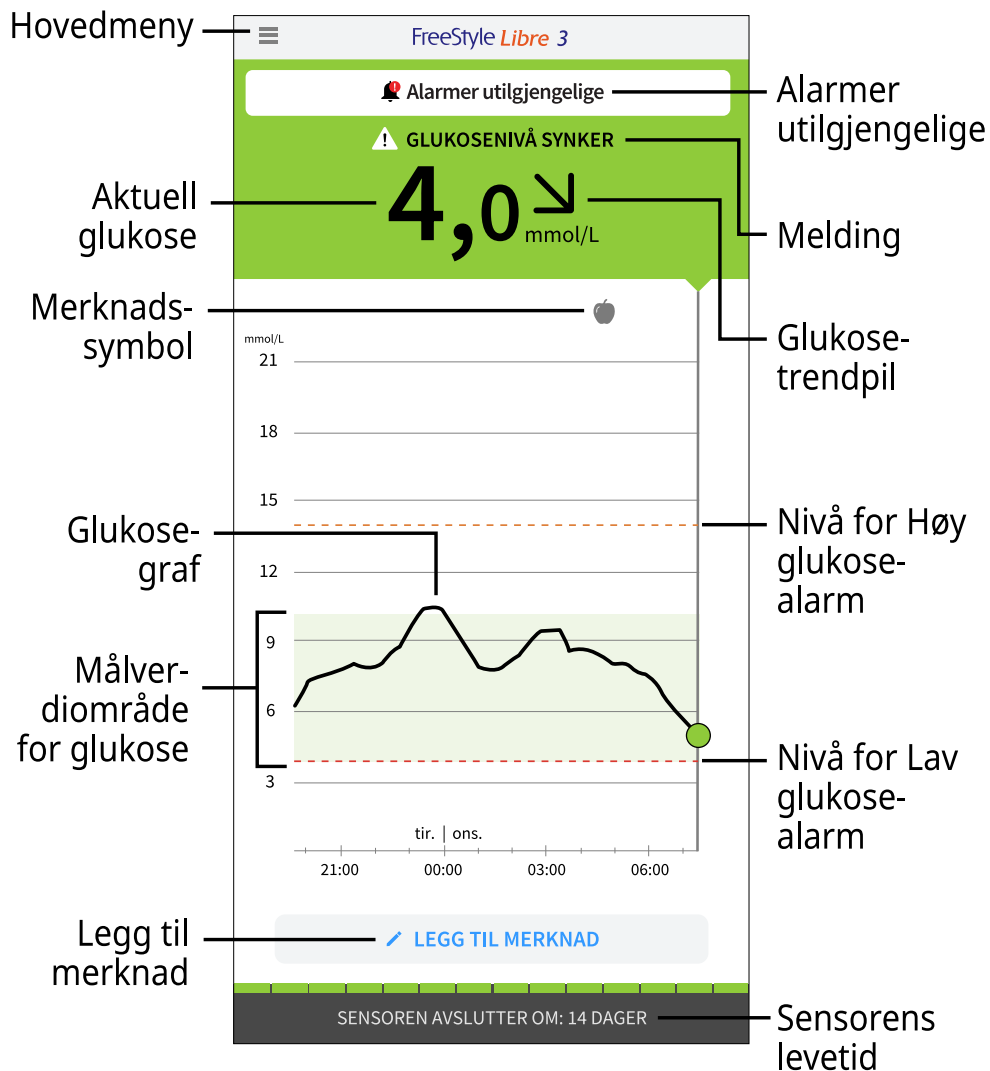 Hovedmeny
FreeStyle Libre 3
Alarmer utilgjengelige
Alarmer
utilgjengelige
GLUKOSENIVÅ SYNKER
Aktuell
glukose
4,0
mmol/L
Melding
Merknads-
symbol
Glukose-
trendpil
mmol/L
21
18
15
Nivå for Høy
glukose-
alarm
Glukose-
graf
12
9
Målver-
diområde
for glukose
6
Nivå for Lav
glukose-
alarm
3
tir. | ons.
21:00 00:00 03:00 06:00
Legg til
merknad
LEGG TIL MERKNAD
SENSOREN AVSLUTTER OM: 14 DAGER
Sensorens
levetid